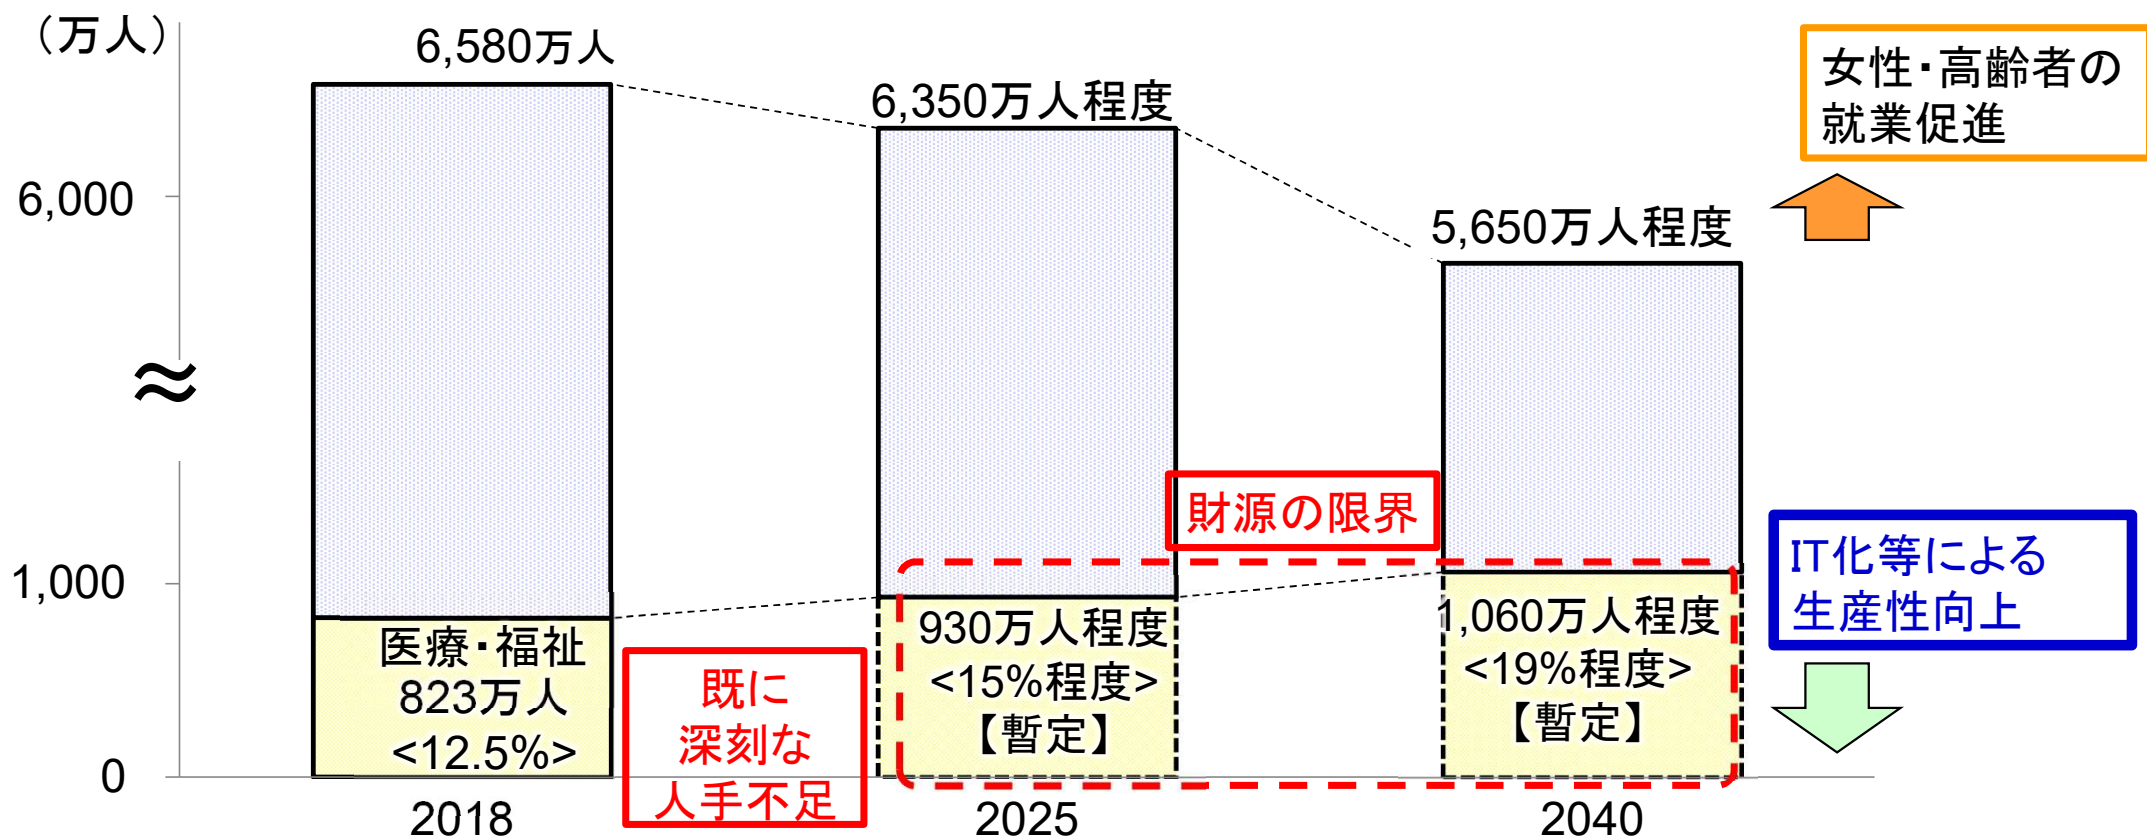 （万人）
6,580万人
6,350万人程度
5,650万人程度
女性・高齢者の
就業促進
6,000
≈
財源の限界
IT化等による
生産性向上
1,000
医療・福祉
823万人
<12.5%>
既に
深刻な
人手不足
930万人程度
<15%程度>
【暫定】
1,060万人程度
<19%程度>
【暫定】
0
2018
2025
2040